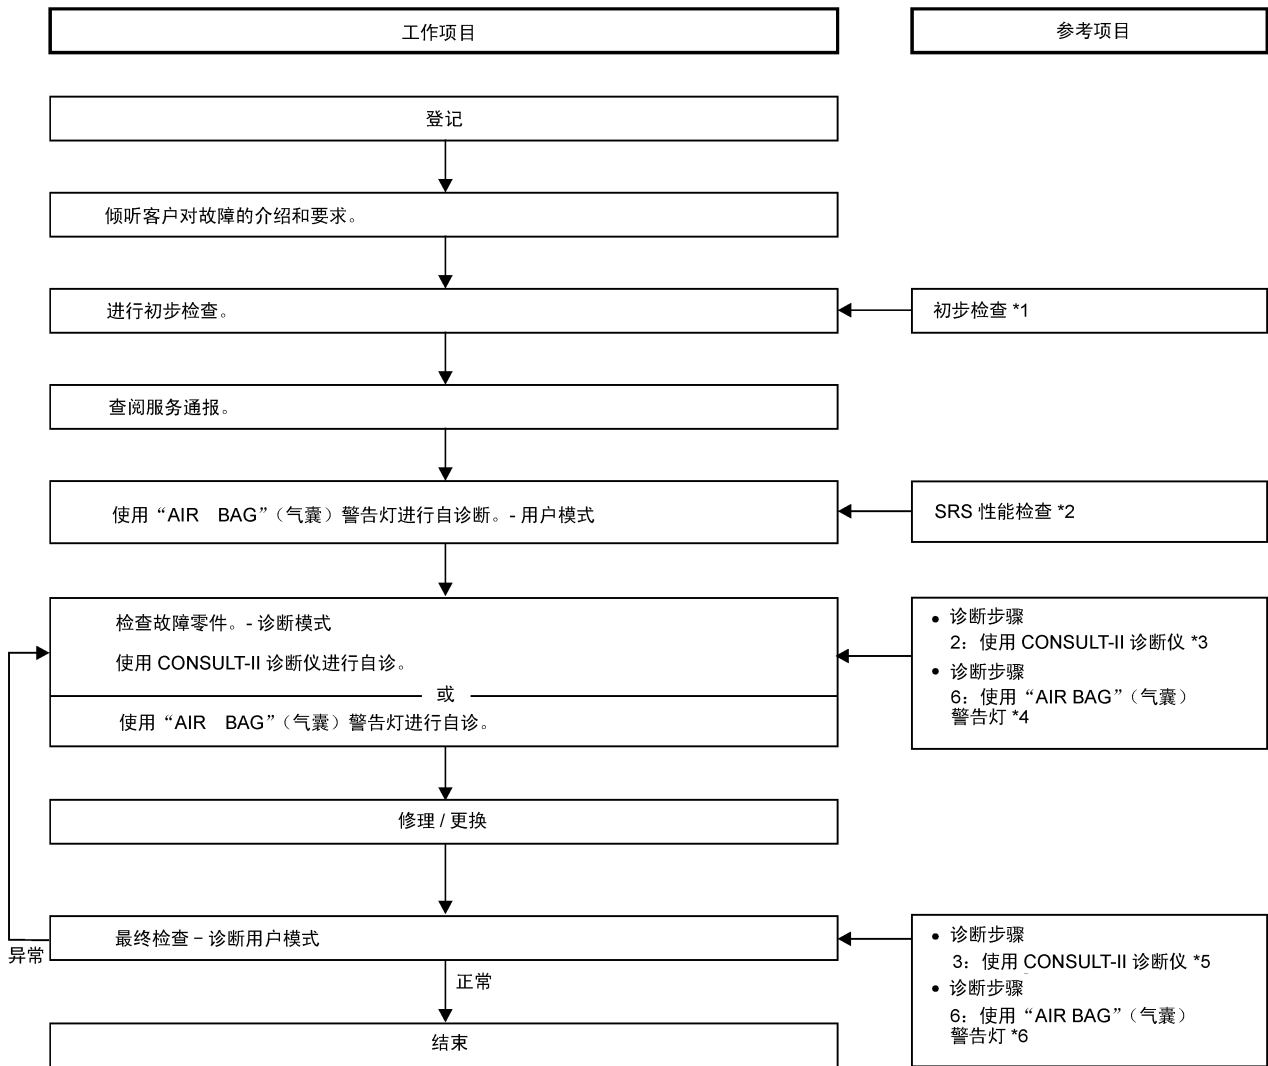 工作项目
参考项目
登记
倾听客户对故障的介绍和要求。
进行初步检查。
初步检查 *1
查阅服务通报。
使用“AIR BAG”（气囊）警告灯进行自诊断。- 用户模式
SRS 性能检查 *2
检查故障零件。- 诊断模式
使用 CONSULT-II 诊断仪进行自诊。
或
使用“AIR BAG”（气囊）警告灯进行自诊。
● 诊断步骤
2：使用 CONSULT-II 诊断仪 *3
● 诊断步骤
6：使用“AIR BAG”（气囊）
警告灯 *4
修理 / 更换
最终检查 – 诊断用户模式
异常
正常
● 诊断步骤
3：使用 CONSULT-II 诊断仪 *5
● 诊断步骤
6：使用“AIR BAG”（气囊）
警告灯 *6
结束